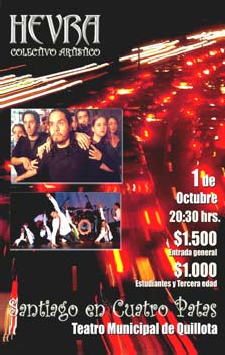 HEVRA
COLECTIVO ARTÍSTICO
1 de
Octubre
20:30 hrs.
$1.500
Entrada general
$1.000
Estudiantes y Tercera edad
Santiago en Cuatro Patas
Teatro Municipal de Quillota